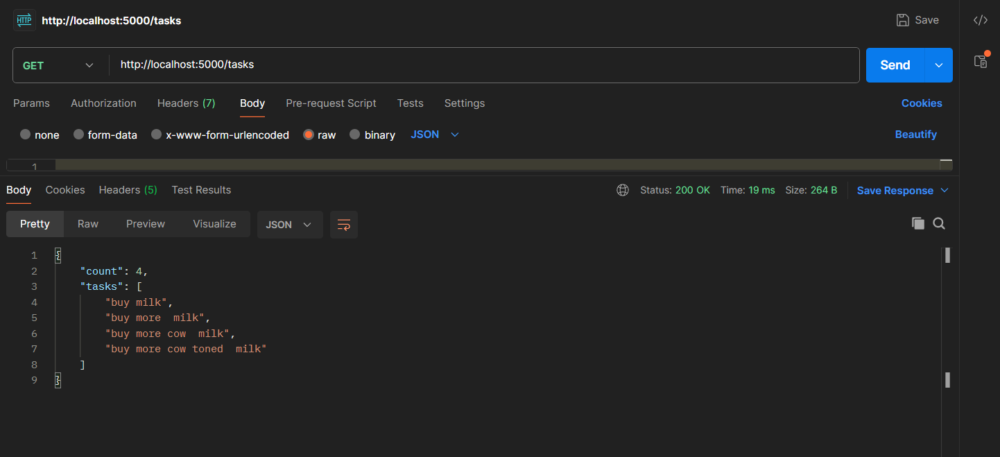 HTTP http://localhost:5000/tasks Save
GET http://localhost:5000/tasks Send
Params Authorization Headers (7) Body Pre-request Script Tests Settings Cookies
none form-data x-www-form-urlencoded raw binary JSON Beautify
1
Body Cookies Headers (5) Test Results Status: 200 OK Time: 19 ms Size: 264 B Save Response
Pretty Raw Preview Visualize JSON
1 {
2     "count": 4,
3     "tasks": [
4         "buy milk",
5         "buy more  milk",
6         "buy more cow  milk",
7         "buy more cow toned  milk"
8     ]
9 }